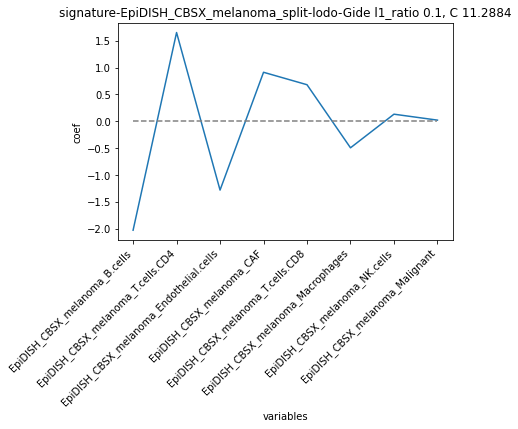 signature-EpiDISH_CBSX_melanoma_split-lodo-Gide l1_ratio 0.1, C 11.2884
1.5
1.0
0.5
0.0
−0.5
−1.0
−1.5
−2.0
coef
EpiDISH_CBSX_melanoma_B.cells
EpiDISH_CBSX_melanoma_T.cells.CD4
EpiDISH_CBSX_melanoma_Endothelial.cells
EpiDISH_CBSX_melanoma_CAF
EpiDISH_CBSX_melanoma_T.cells.CD8
EpiDISH_CBSX_melanoma_Macrophages
EpiDISH_CBSX_melanoma_NK.cells
EpiDISH_CBSX_melanoma_Malignant
variables